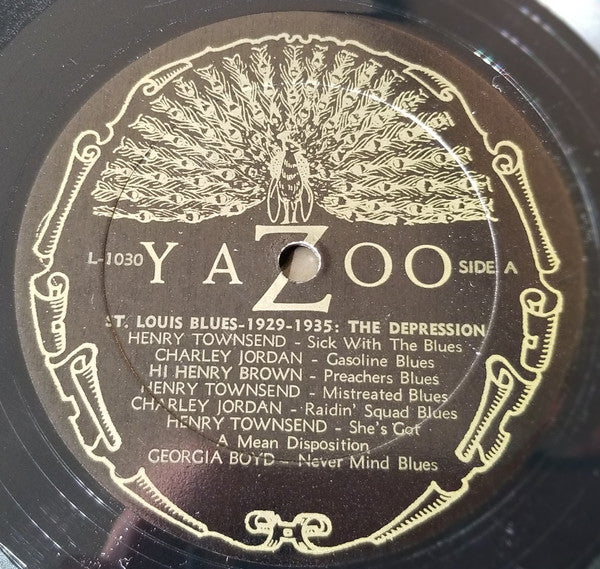 L-1030 YAZOO SIDE A
ST. LOUIS BLUES-1929-1935: THE DEPRESSION
HENRY TOWNSEND - Sick With The Blues
CHARLEY JORDAN - Gasoline Blues
HI HENRY BROWN - Preachers Blues
HENRY TOWNSEND - Mistreated Blues
CHARLEY JORDAN - Raidin' Squad Blues
HENRY TOWNSEND - She's Got
A Mean Disposition
GEORGIA BOYD - Never Mind Blues